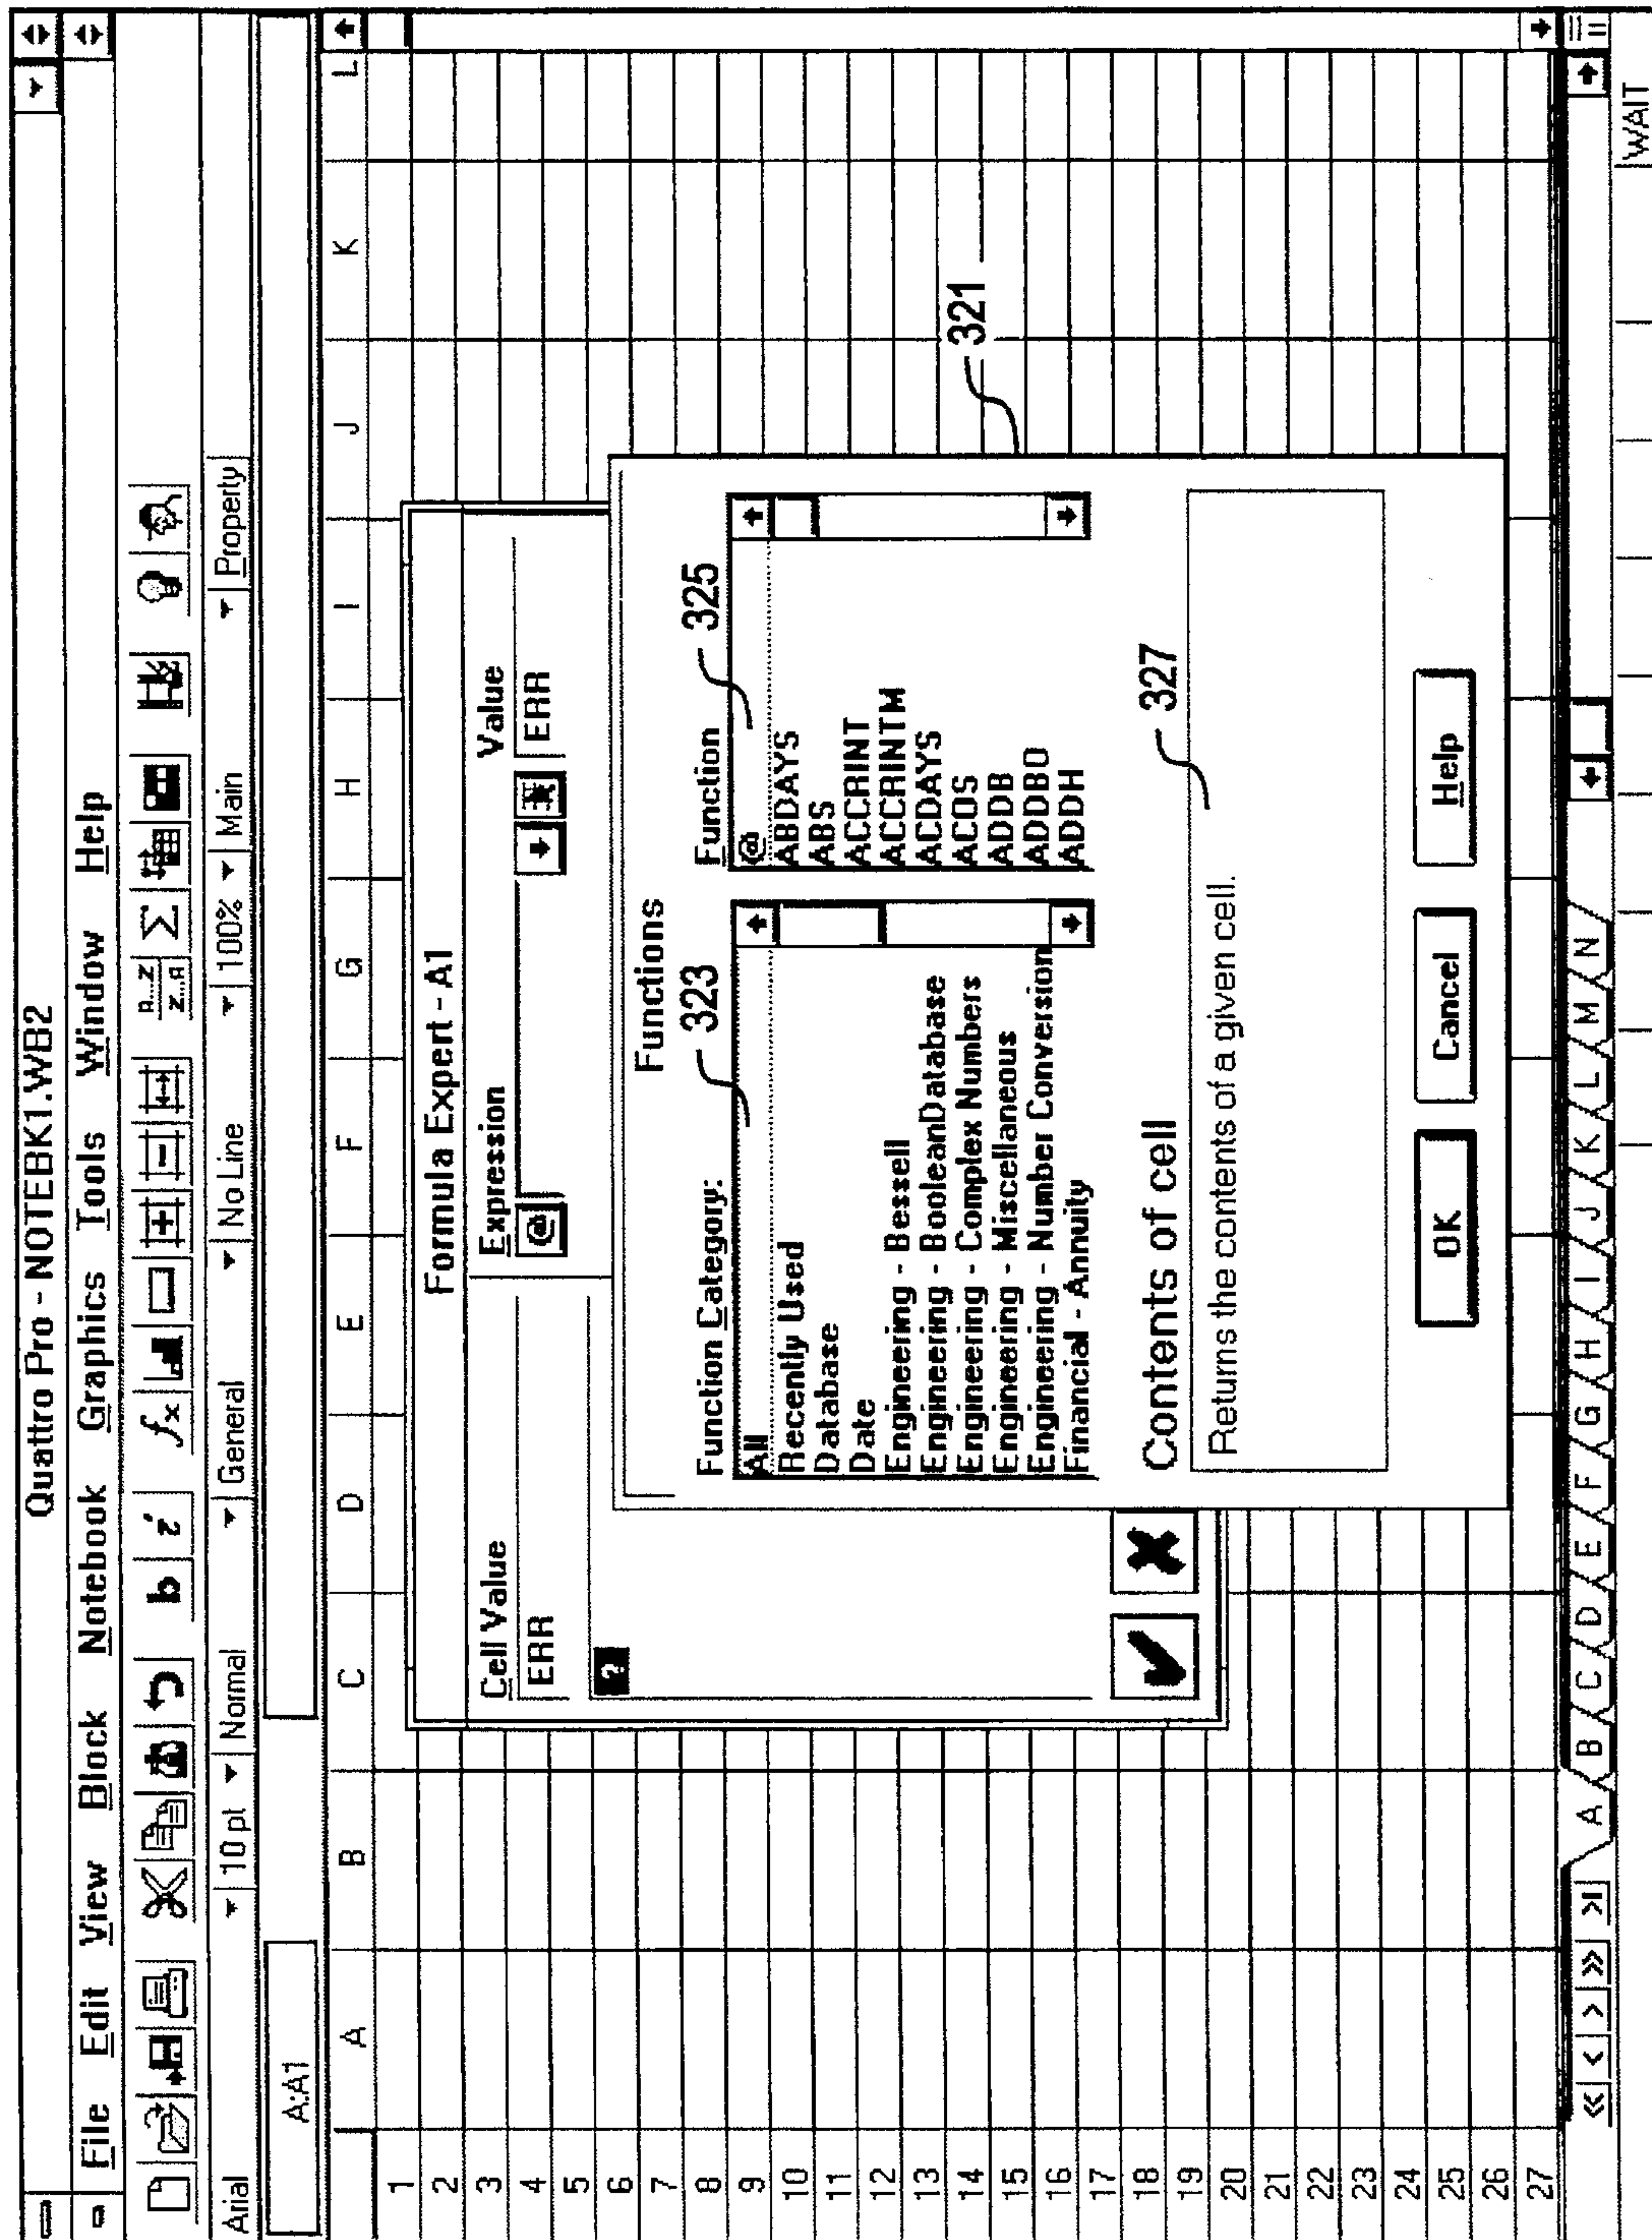 Quattro Pro - NOTEBK1.WB2
File Edit View Block Notebook Graphics Tools Window Help
b i fx A...Z Z...A Σ
Arial 10 pt Normal General No Line 100% Main Property
A:A1
A B C D E F G H I J K L
1
2
3
4
5
6
7
8
9
10
11
12
13
14
15
16
17
18
19
20
21
22
23
24
25
26
27
Formula Expert - A1
Cell Value Expression Value
ERR @ ERR
?
Functions
321
Function Category: 323 Function 325
All
Recently Used
Database
Date
Engineering - Bessell
Engineering - BooleanDatabase
Engineering - Complex Numbers
Engineering - Miscellaneous
Engineering - Number Conversion
Financial - Annuity
@
ABDAYS
ABS
ACCRINT
ACCRINTM
ACDAYS
ACOS
ADDB
ADDBO
ADDH
Contents of cell 327
Returns the contents of a given cell.
OK Cancel Help
A B C D E F G H I J K L M N
WAIT